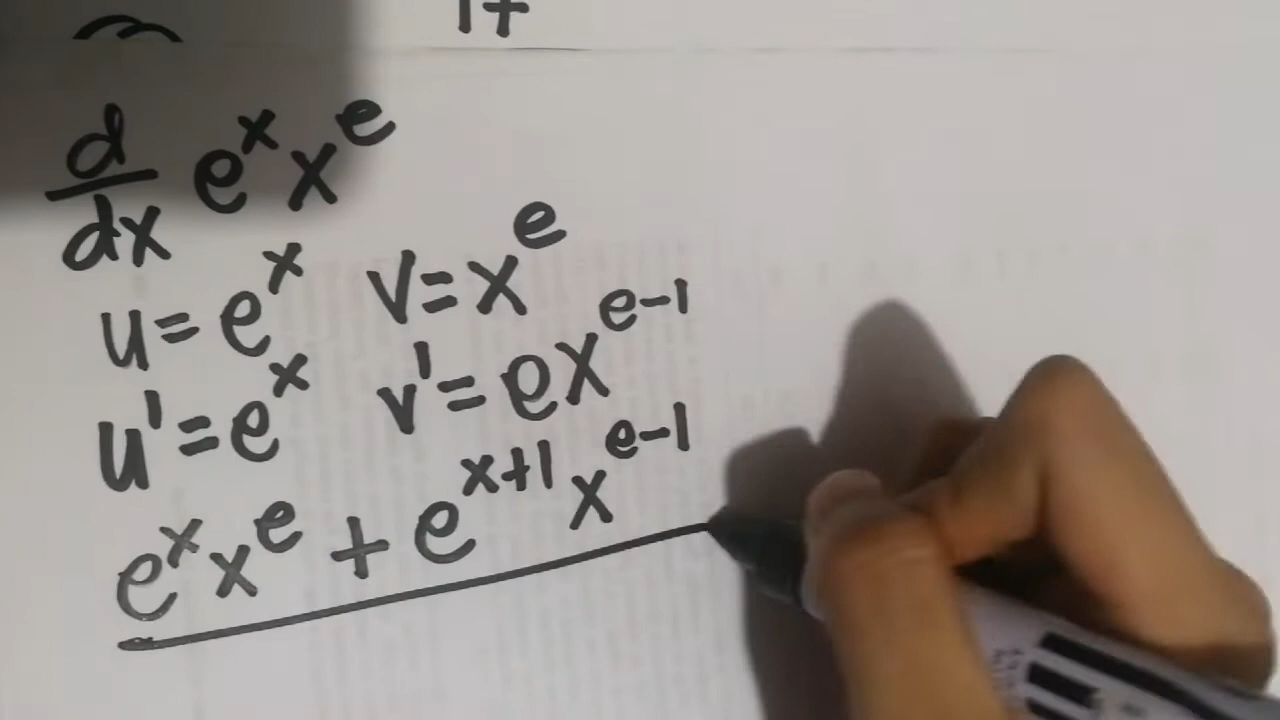 d/dx e^x x^e
u=e^x v=x^e
u'=e^x v'=ex^{e-1}
e^x x^e + e^{x+1} x^{e-1}